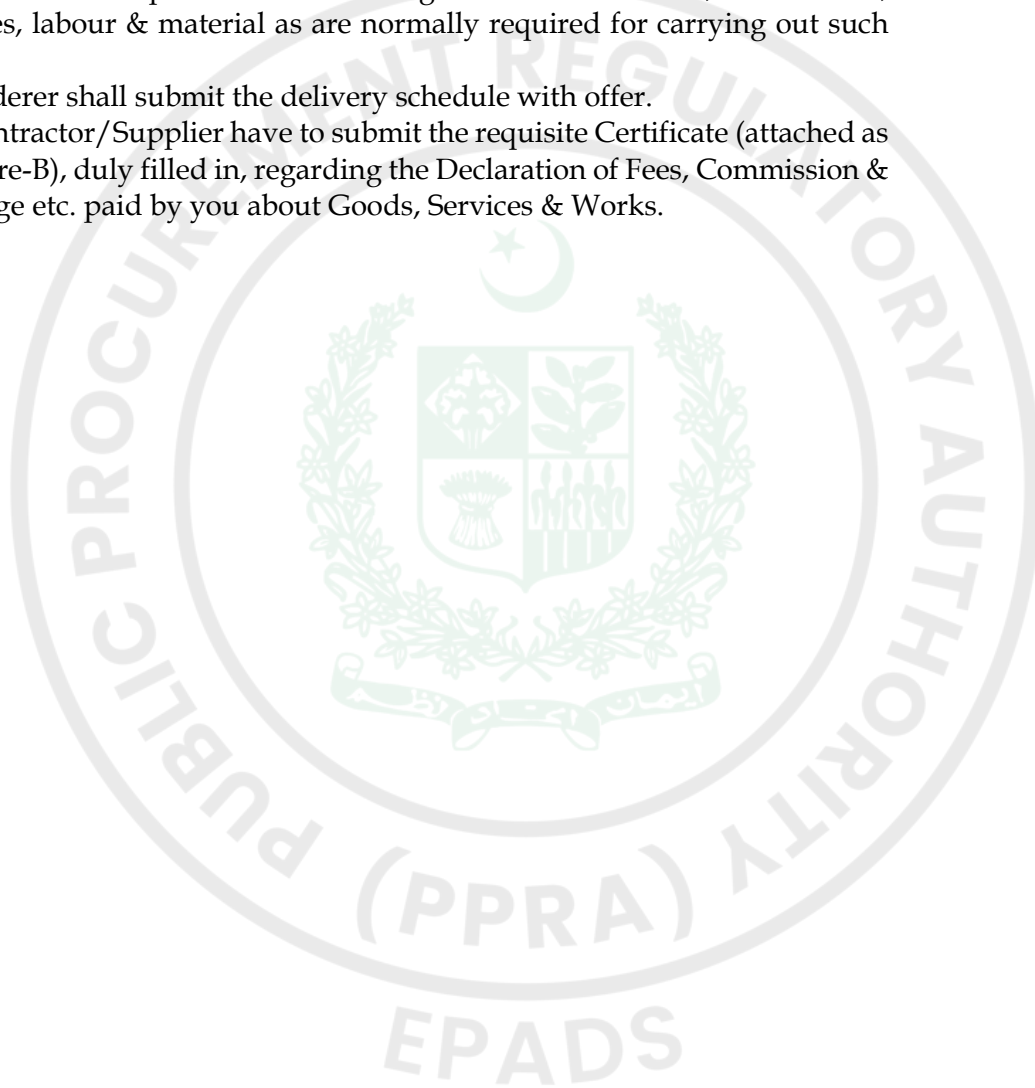 es, labour & material as are normally required for carrying out such
derer shall submit the delivery schedule with offer.
ntractor/Supplier have to submit the requisite Certificate (attached as
re-B), duly filled in, regarding the Declaration of Fees, Commission &
ge etc. paid by you about Goods, Services & Works.
PUBLIC PROCUREMENT REGULATORY AUTHORITY
(PPRA)
EPADS